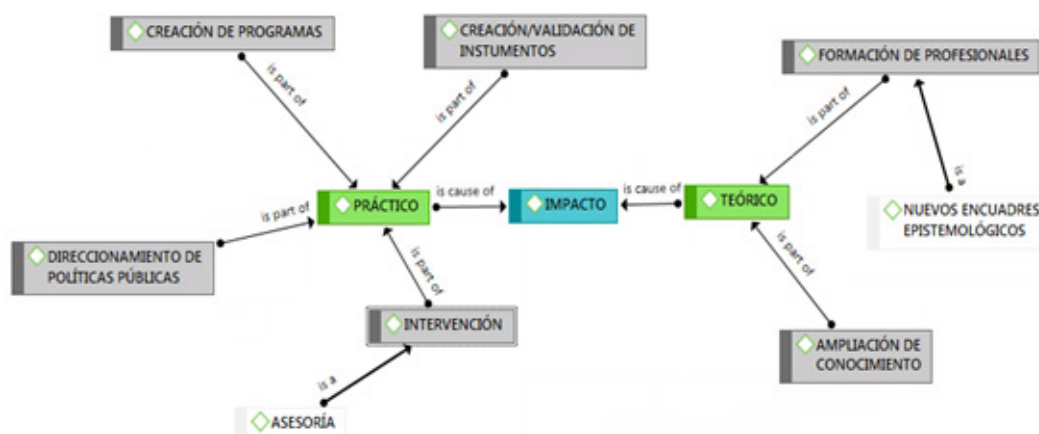 CREACIÓN DE PROGRAMAS
CREACIÓN/VALIDACIÓN DE
INSTUMENTOS
FORMACIÓN DE PROFESIONALES
is part of
is part of
is part of
is a
is part of
PRÁCTICO
is cause of
IMPACTO
is cause of
TEÓRICO
NUEVOS ENCUADRES
EPISTEMOLÓGICOS
DIRECCIONAMIENTO DE
POLÍTICAS PÚBLICAS
is part of
is part of
INTERVENCIÓN
AMPLIACIÓN DE
CONOCIMIENTO
is a
ASESORÍA